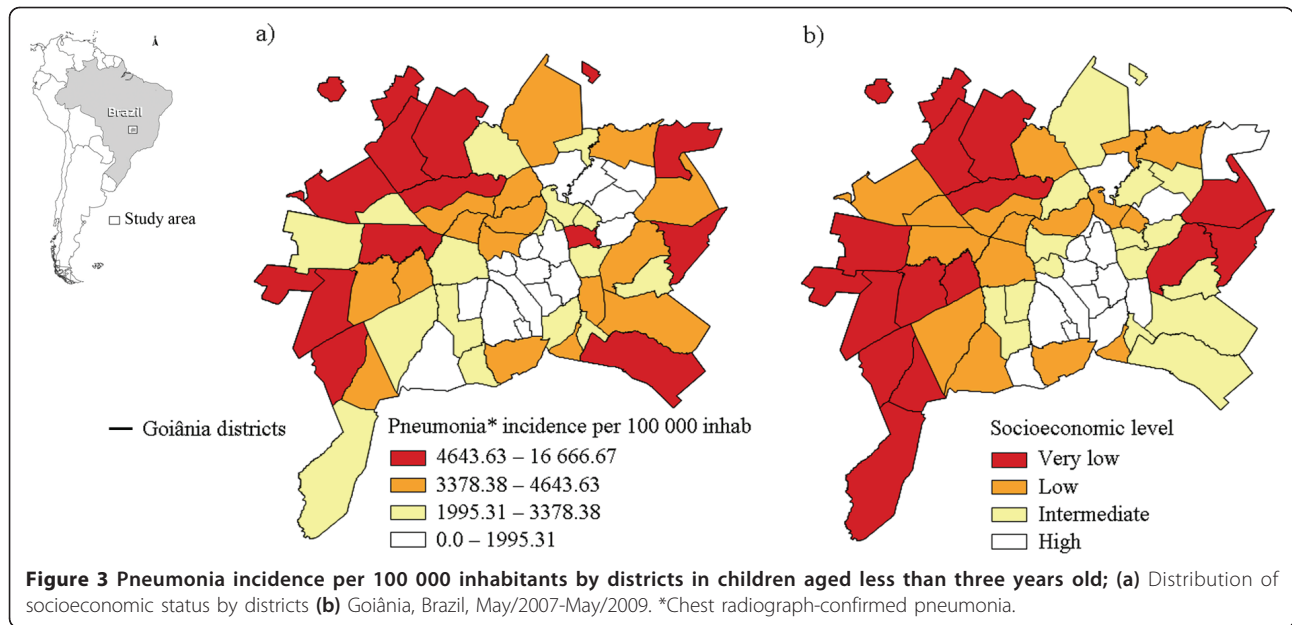 a)
b)
Brazil
Study area
Goiânia districts
Pneumonia* incidence per 100 000 inhab
4643.63 – 16 666.67
3378.38 – 4643.63
1995.31 – 3378.38
0.0 – 1995.31
Socioeconomic level
Very low
Low
Intermediate
High
Figure 3 Pneumonia incidence per 100 000 inhabitants by districts in children aged less than three years old; (a) Distribution of
socioeconomic status by districts (b) Goiânia, Brazil, May/2007-May/2009. *Chest radiograph-confirmed pneumonia.